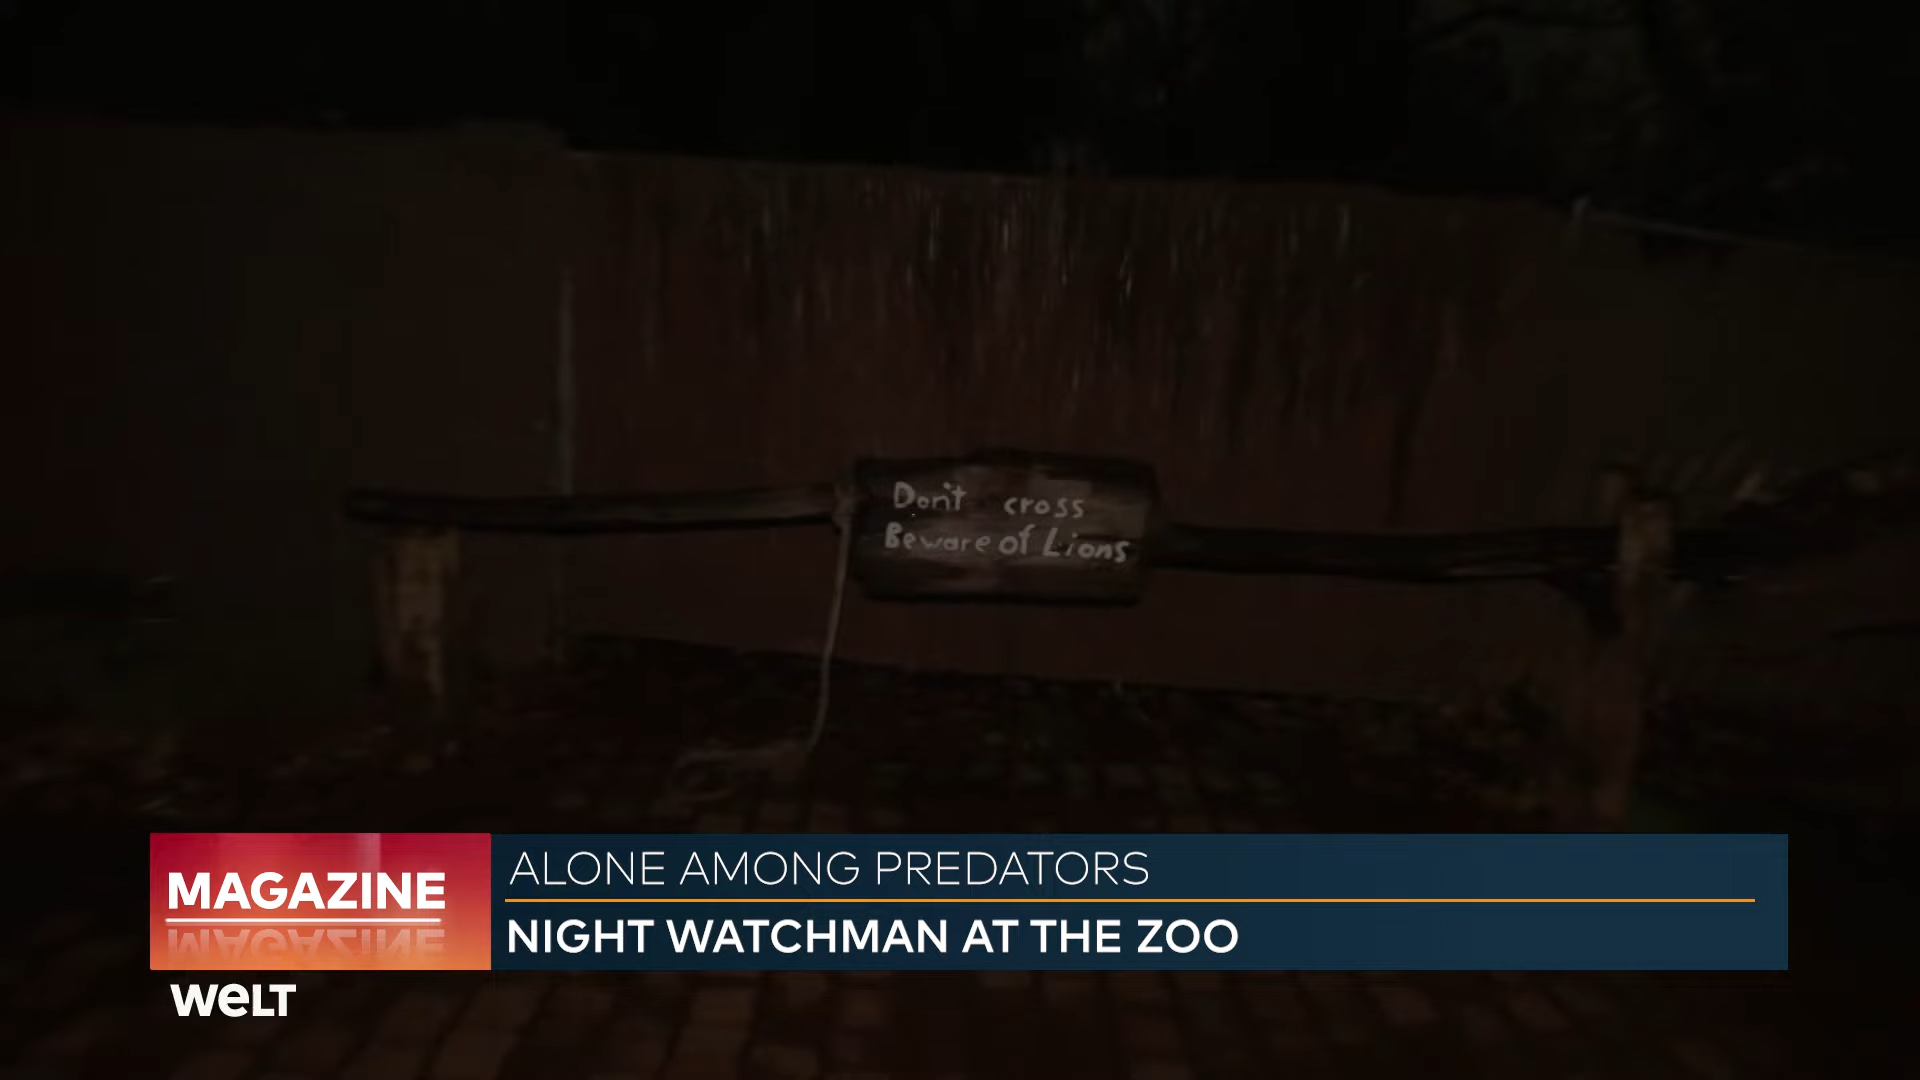 Don't cross
Beware of Lions
MAGAZINE
ALONE AMONG PREDATORS
NIGHT WATCHMAN AT THE ZOO
WELT